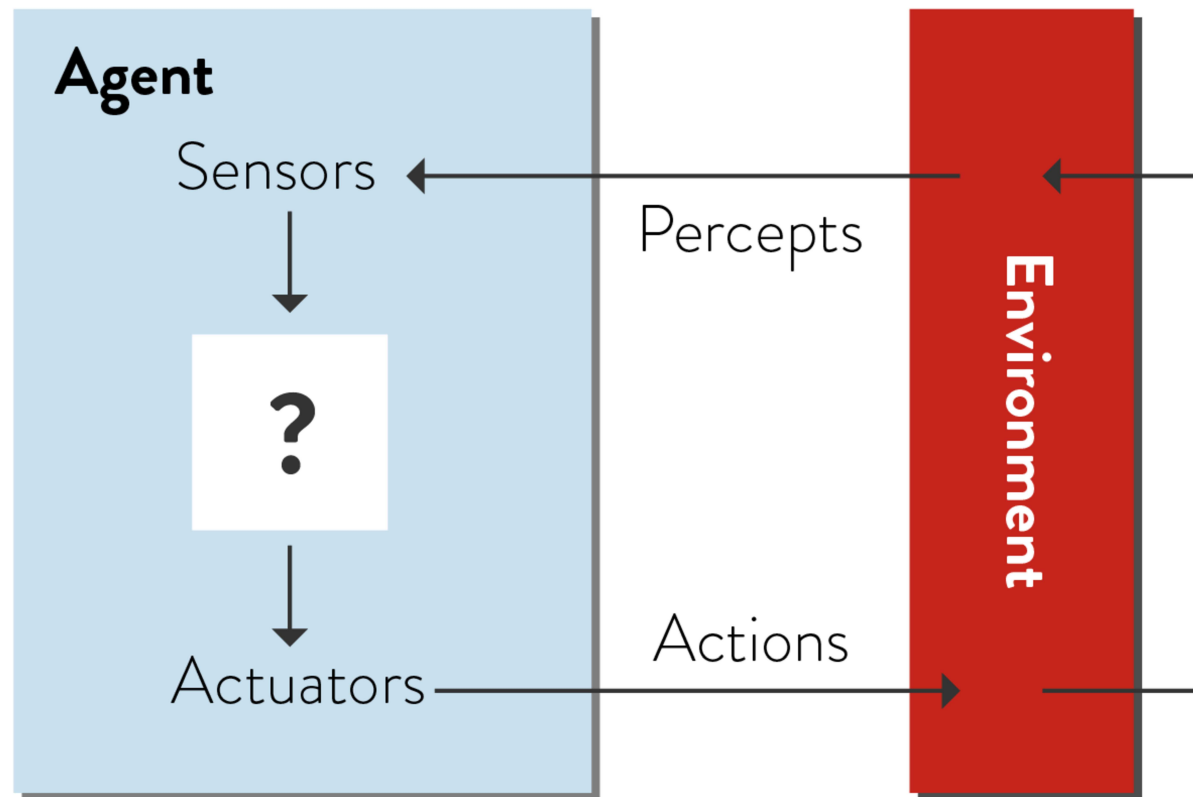 Agent
Sensors
Percepts
Environment
?
Actions
Actuators